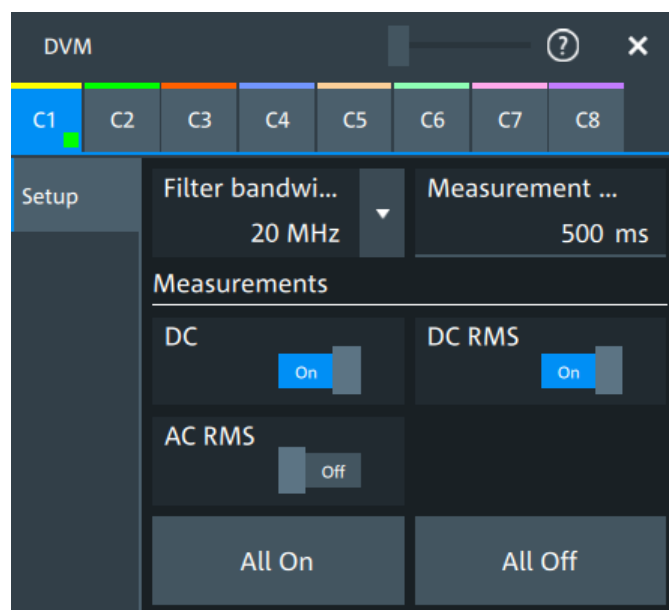 DVM ?
C1 C2 C3 C4 C5 C6 C7 C8
Setup
Filter bandwi...
20 MHz
Measurement ...
500 ms
Measurements
DC
On
DC RMS
On
AC RMS
Off
All On
All Off